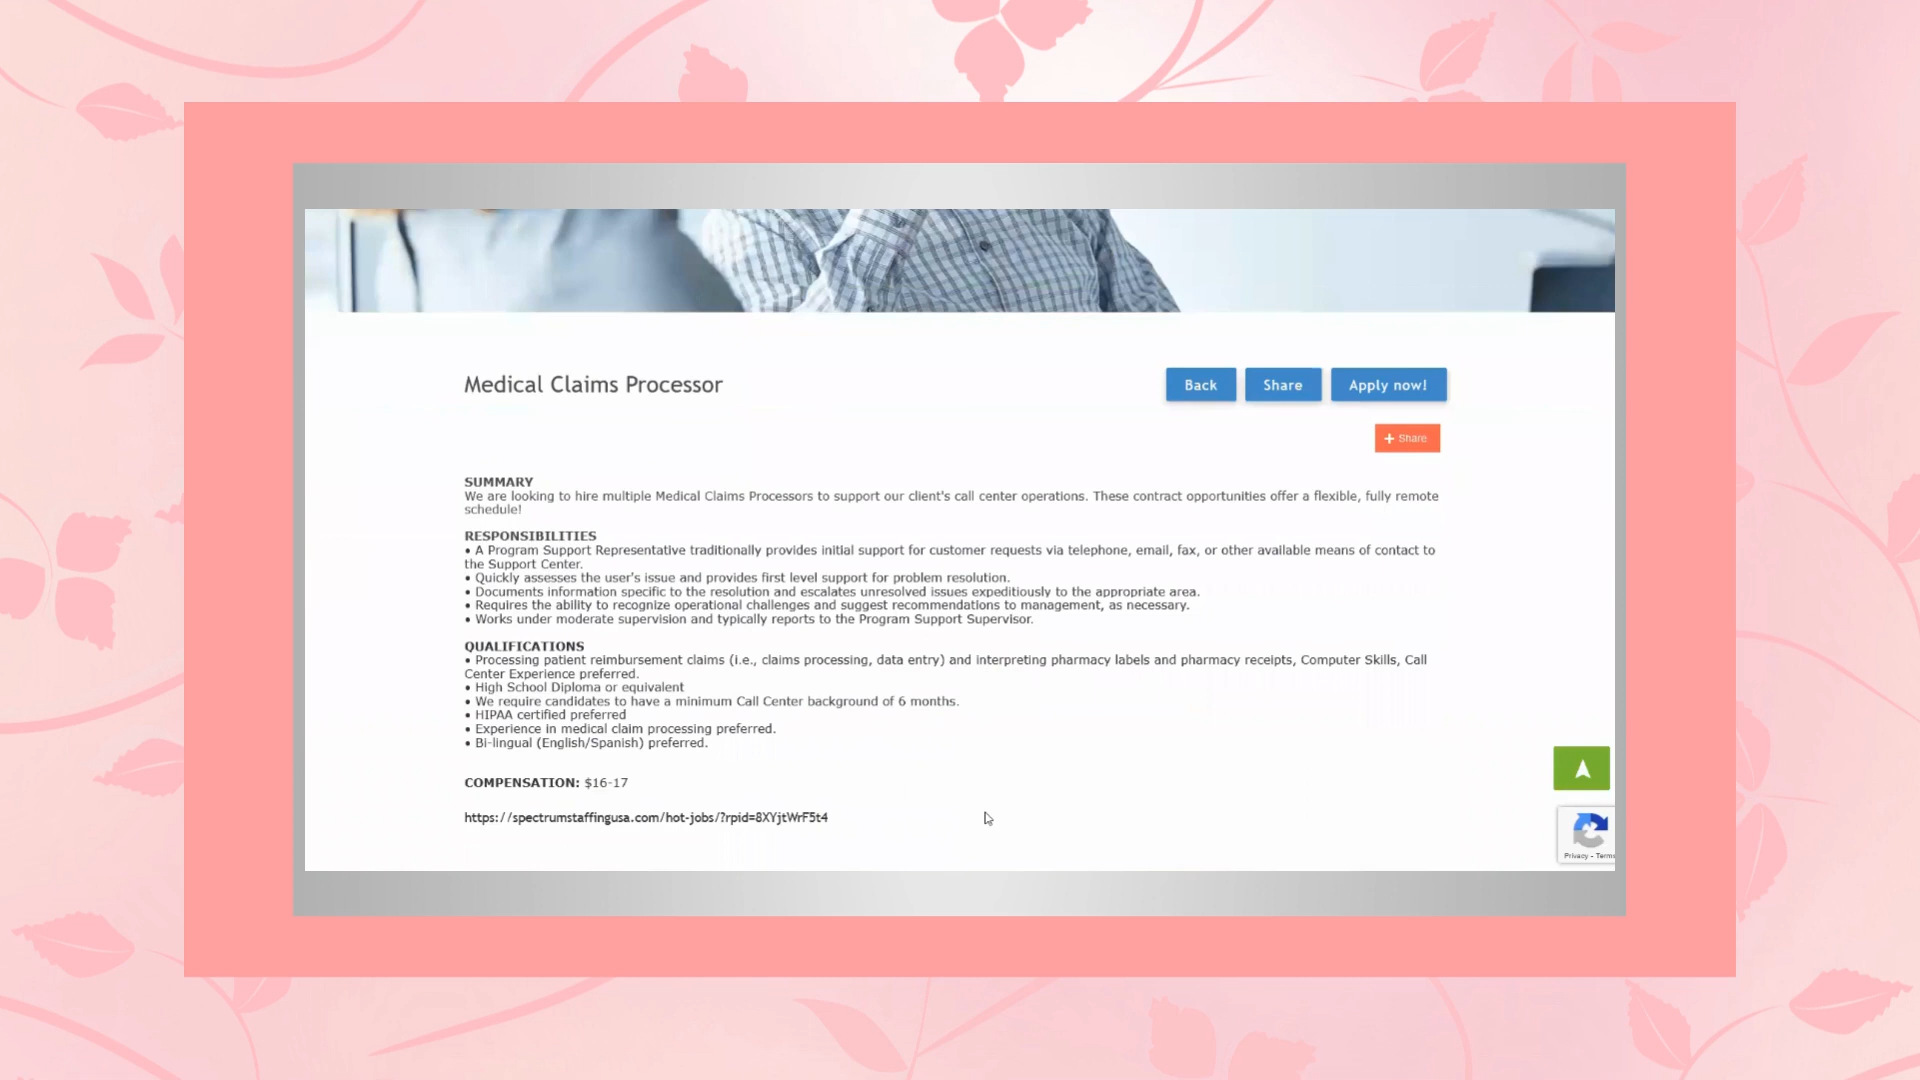 Medical Claims Processor
Back
Share
Apply now!
+ Share
SUMMARY
We are looking to hire multiple Medical Claims Processors to support our client's call center operations. These contract opportunities offer a flexible, fully remote
schedule!
RESPONSIBILITIES
• A Program Support Representative traditionally provides initial support for customer requests via telephone, email, fax, or other available means of contact to
the Support Center.
• Quickly assesses the user's issue and provides first level support for problem resolution.
• Documents information specific to the resolution and escalates unresolved issues expeditiously to the appropriate area.
• Requires the ability to recognize operational challenges and suggest recommendations to management, as necessary.
• Works under moderate supervision and typically reports to the Program Support Supervisor.
QUALIFICATIONS
• Processing patient reimbursement claims (i.e., claims processing, data entry) and interpreting pharmacy labels and pharmacy receipts, Computer Skills, Call
Center Experience preferred.
• High School Diploma or equivalent
• We require candidates to have a minimum Call Center background of 6 months.
• HIPAA certified preferred
• Experience in medical claim processing preferred.
• Bi-lingual (English/Spanish) preferred.
COMPENSATION: $16-17
https://spectrumstaffingusa.com/hot-jobs/?rpid=8XYjtWrF5t4
Privacy - Terms